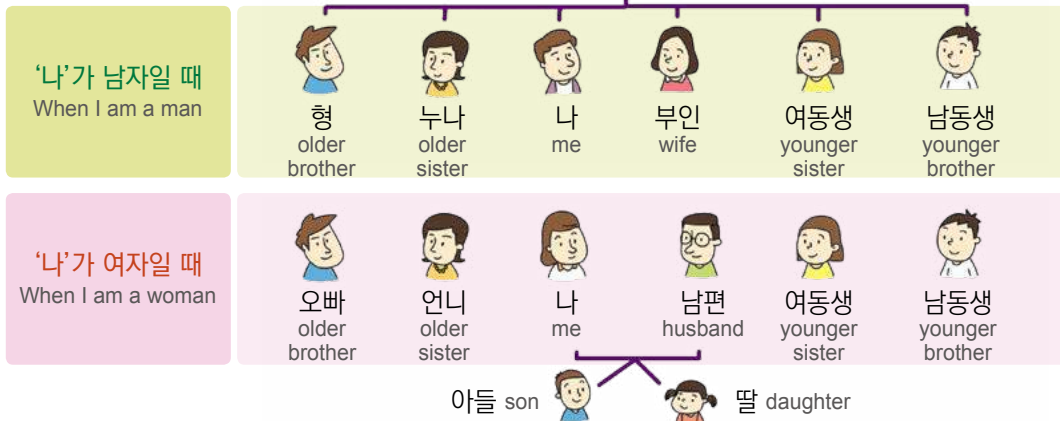 ‘나’가 남자일 때
When I am a man
형
older
brother
누나
older
sister
나
me
부인
wife
여동생
younger
sister
남동생
younger
brother
‘나’가 여자일 때
When I am a woman
오빠
older
brother
언니
older
sister
나
me
남편
husband
여동생
younger
sister
남동생
younger
brother
아들 son
딸 daughter